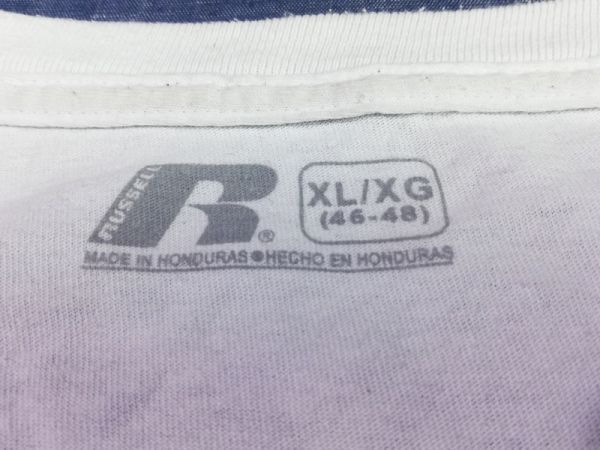 RUSSELL
R®
XL/XG
(46-48)
MADE IN HONDURAS ● HECHO EN HONDURAS